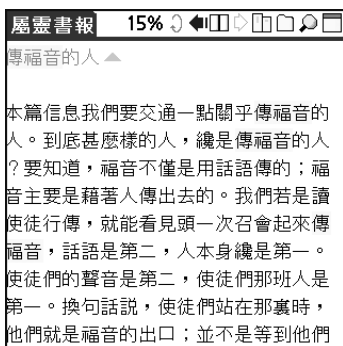 屬靈書報 15%
傳福音的人
本篇信息我們要交通一點關乎傳福音的
人。到底甚麼樣的人，纔是傳福音的人
？要知道，福音不僅是用話語傳的；福
音主要是藉著人傳出去的。我們若是讀
使徒行傳，就能看見頭一次召會起來傳
福音，話語是第二，人本身纔是第一。
使徒們的聲音是第二，使徒們那班人是
第一。換句話說，使徒們站在那裏時，
他們就是福音的出口；並不是等到他們